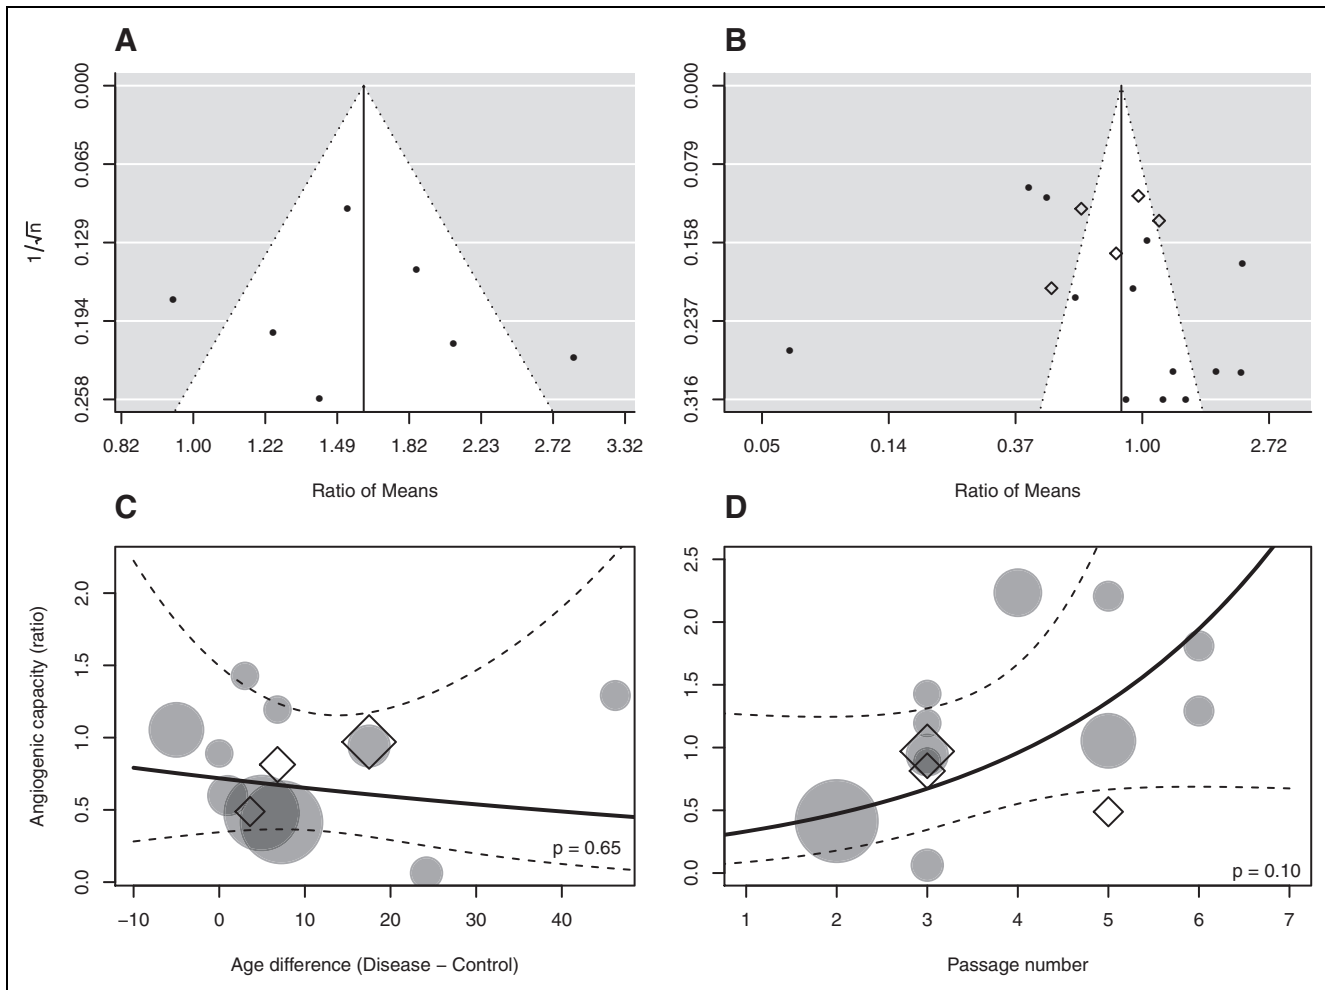 A
B
0.000
0.065
0.129
0.194
0.258
1/√n
0.82 1.00 1.22 1.49 1.82 2.23 2.72 3.32
Ratio of Means
0.000
0.079
0.158
0.237
0.316
0.05 0.14 0.37 1.00 2.72
Ratio of Means
C
D
2.0
1.5
1.0
0.5
0.0
Angiogenic capacity (ratio)
p = 0.65
−10 0 10 20 30 40
Age difference (Disease − Control)
2.5
2.0
1.5
1.0
0.5
0.0
p = 0.10
1 2 3 4 5 6 7
Passage number